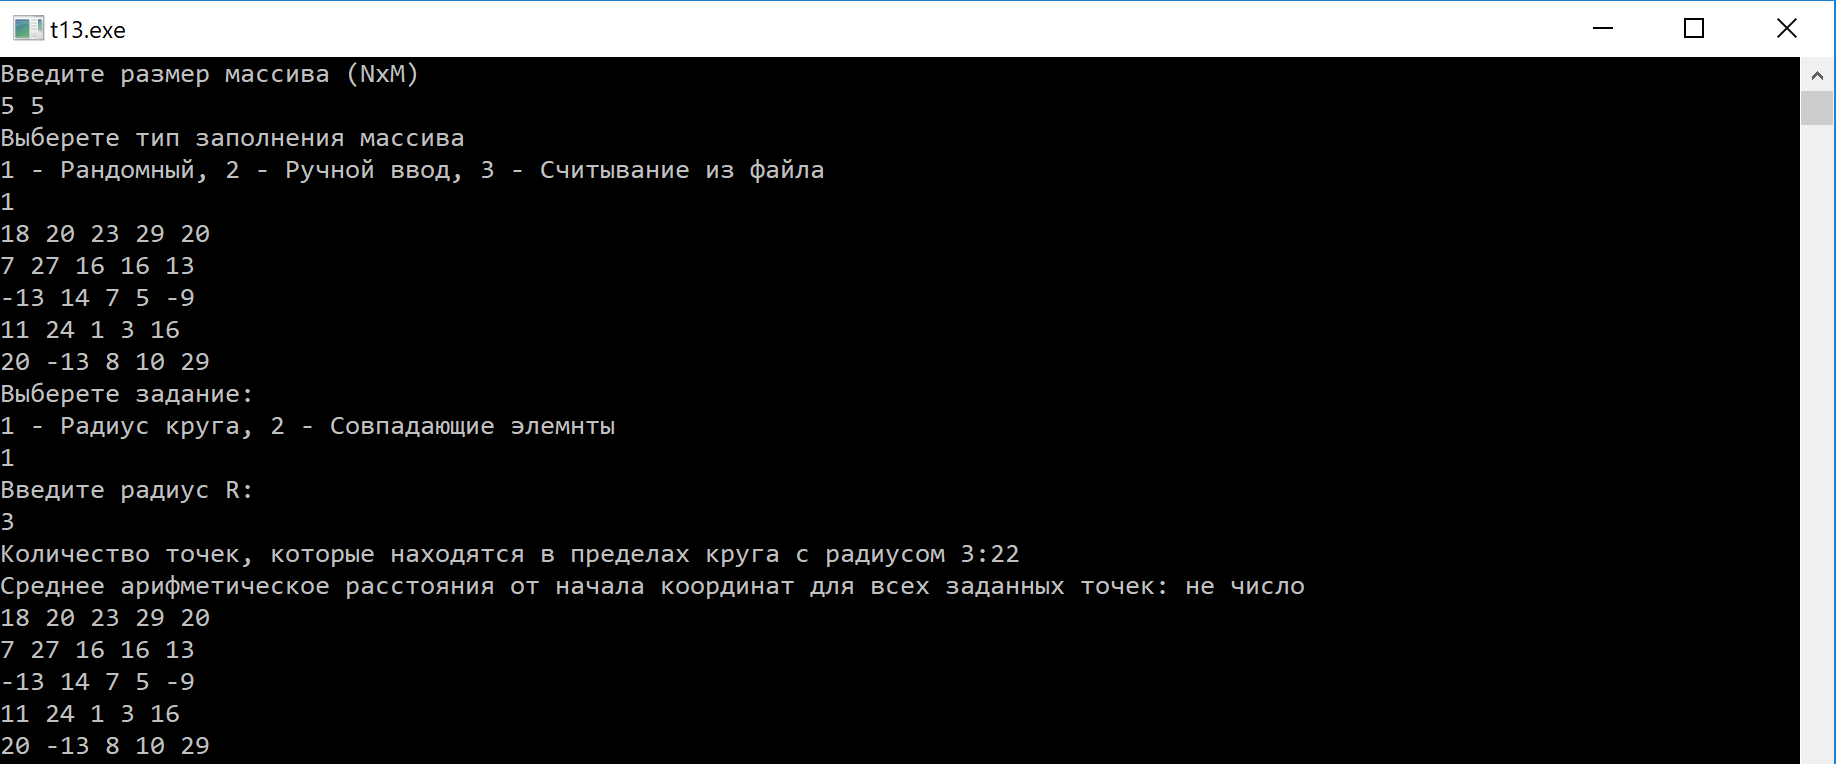 t13.exe
Введите размер массива (NxM)
5 5
Выберете тип заполнения массива
1 - Рандомный, 2 - Ручной ввод, 3 - Считывание из файла
1
18 20 23 29 20
7 27 16 16 13
-13 14 7 5 -9
11 24 1 3 16
20 -13 8 10 29
Выберете задание:
1 - Радиус круга, 2 - Совпадающие элемнты
1
Введите радиус R:
3
Количество точек, которые находятся в пределах круга с радиусом 3:22
Среднее арифметическое расстояния от начала координат для всех заданных точек: не число
18 20 23 29 20
7 27 16 16 13
-13 14 7 5 -9
11 24 1 3 16
20 -13 8 10 29